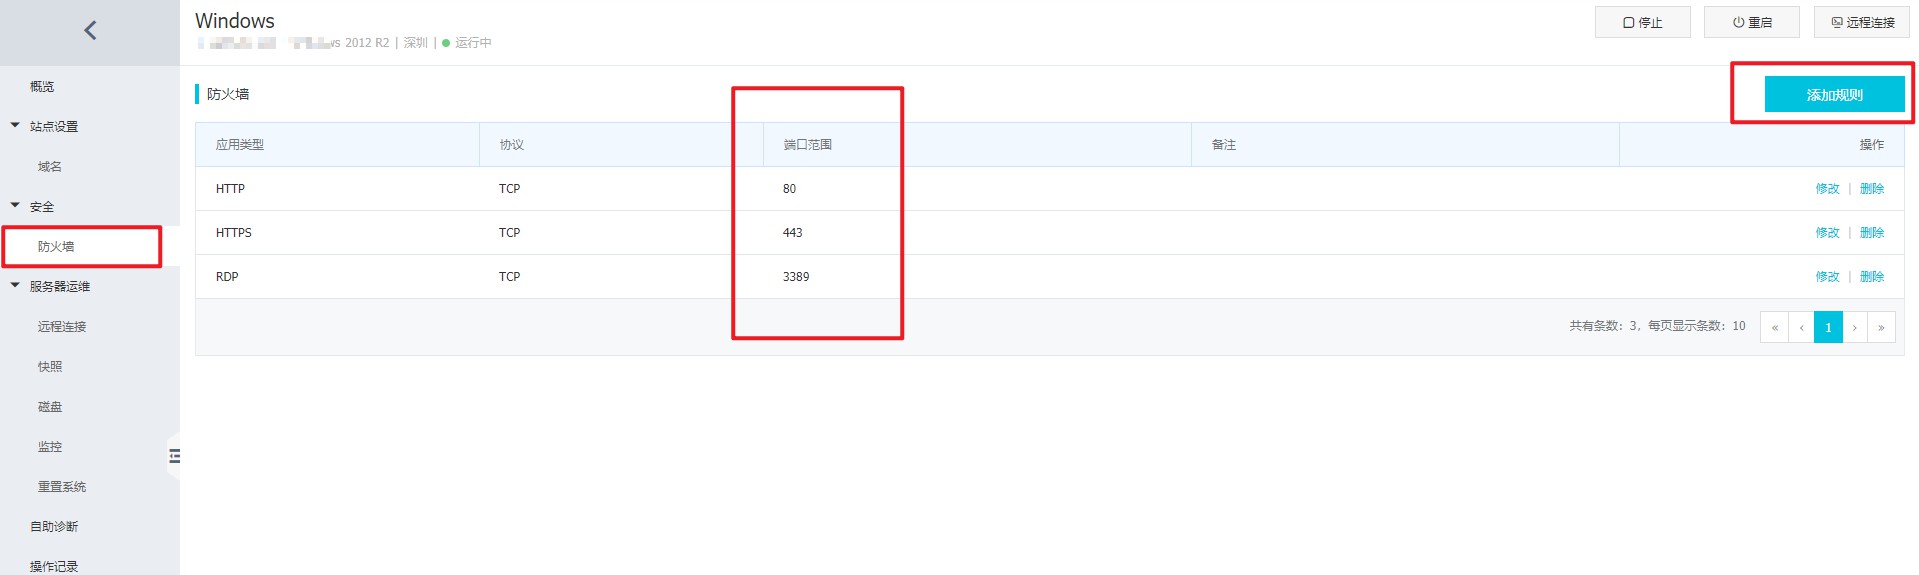 Windows
停止
重启
远程连接
2012 R2 | 深圳 | 运行中
概览
站点设置
域名
安全
防火墙
服务器运维
远程连接
快照
磁盘
监控
重置系统
自助诊断
操作记录
防火墙
添加规则
应用类型 协议 端口范围 备注 操作
HTTP TCP 80 修改 | 删除
HTTPS TCP 443 修改 | 删除
RDP TCP 3389 修改 | 删除
共有条数: 3, 每页显示条数: 10 « ‹ 1 › »